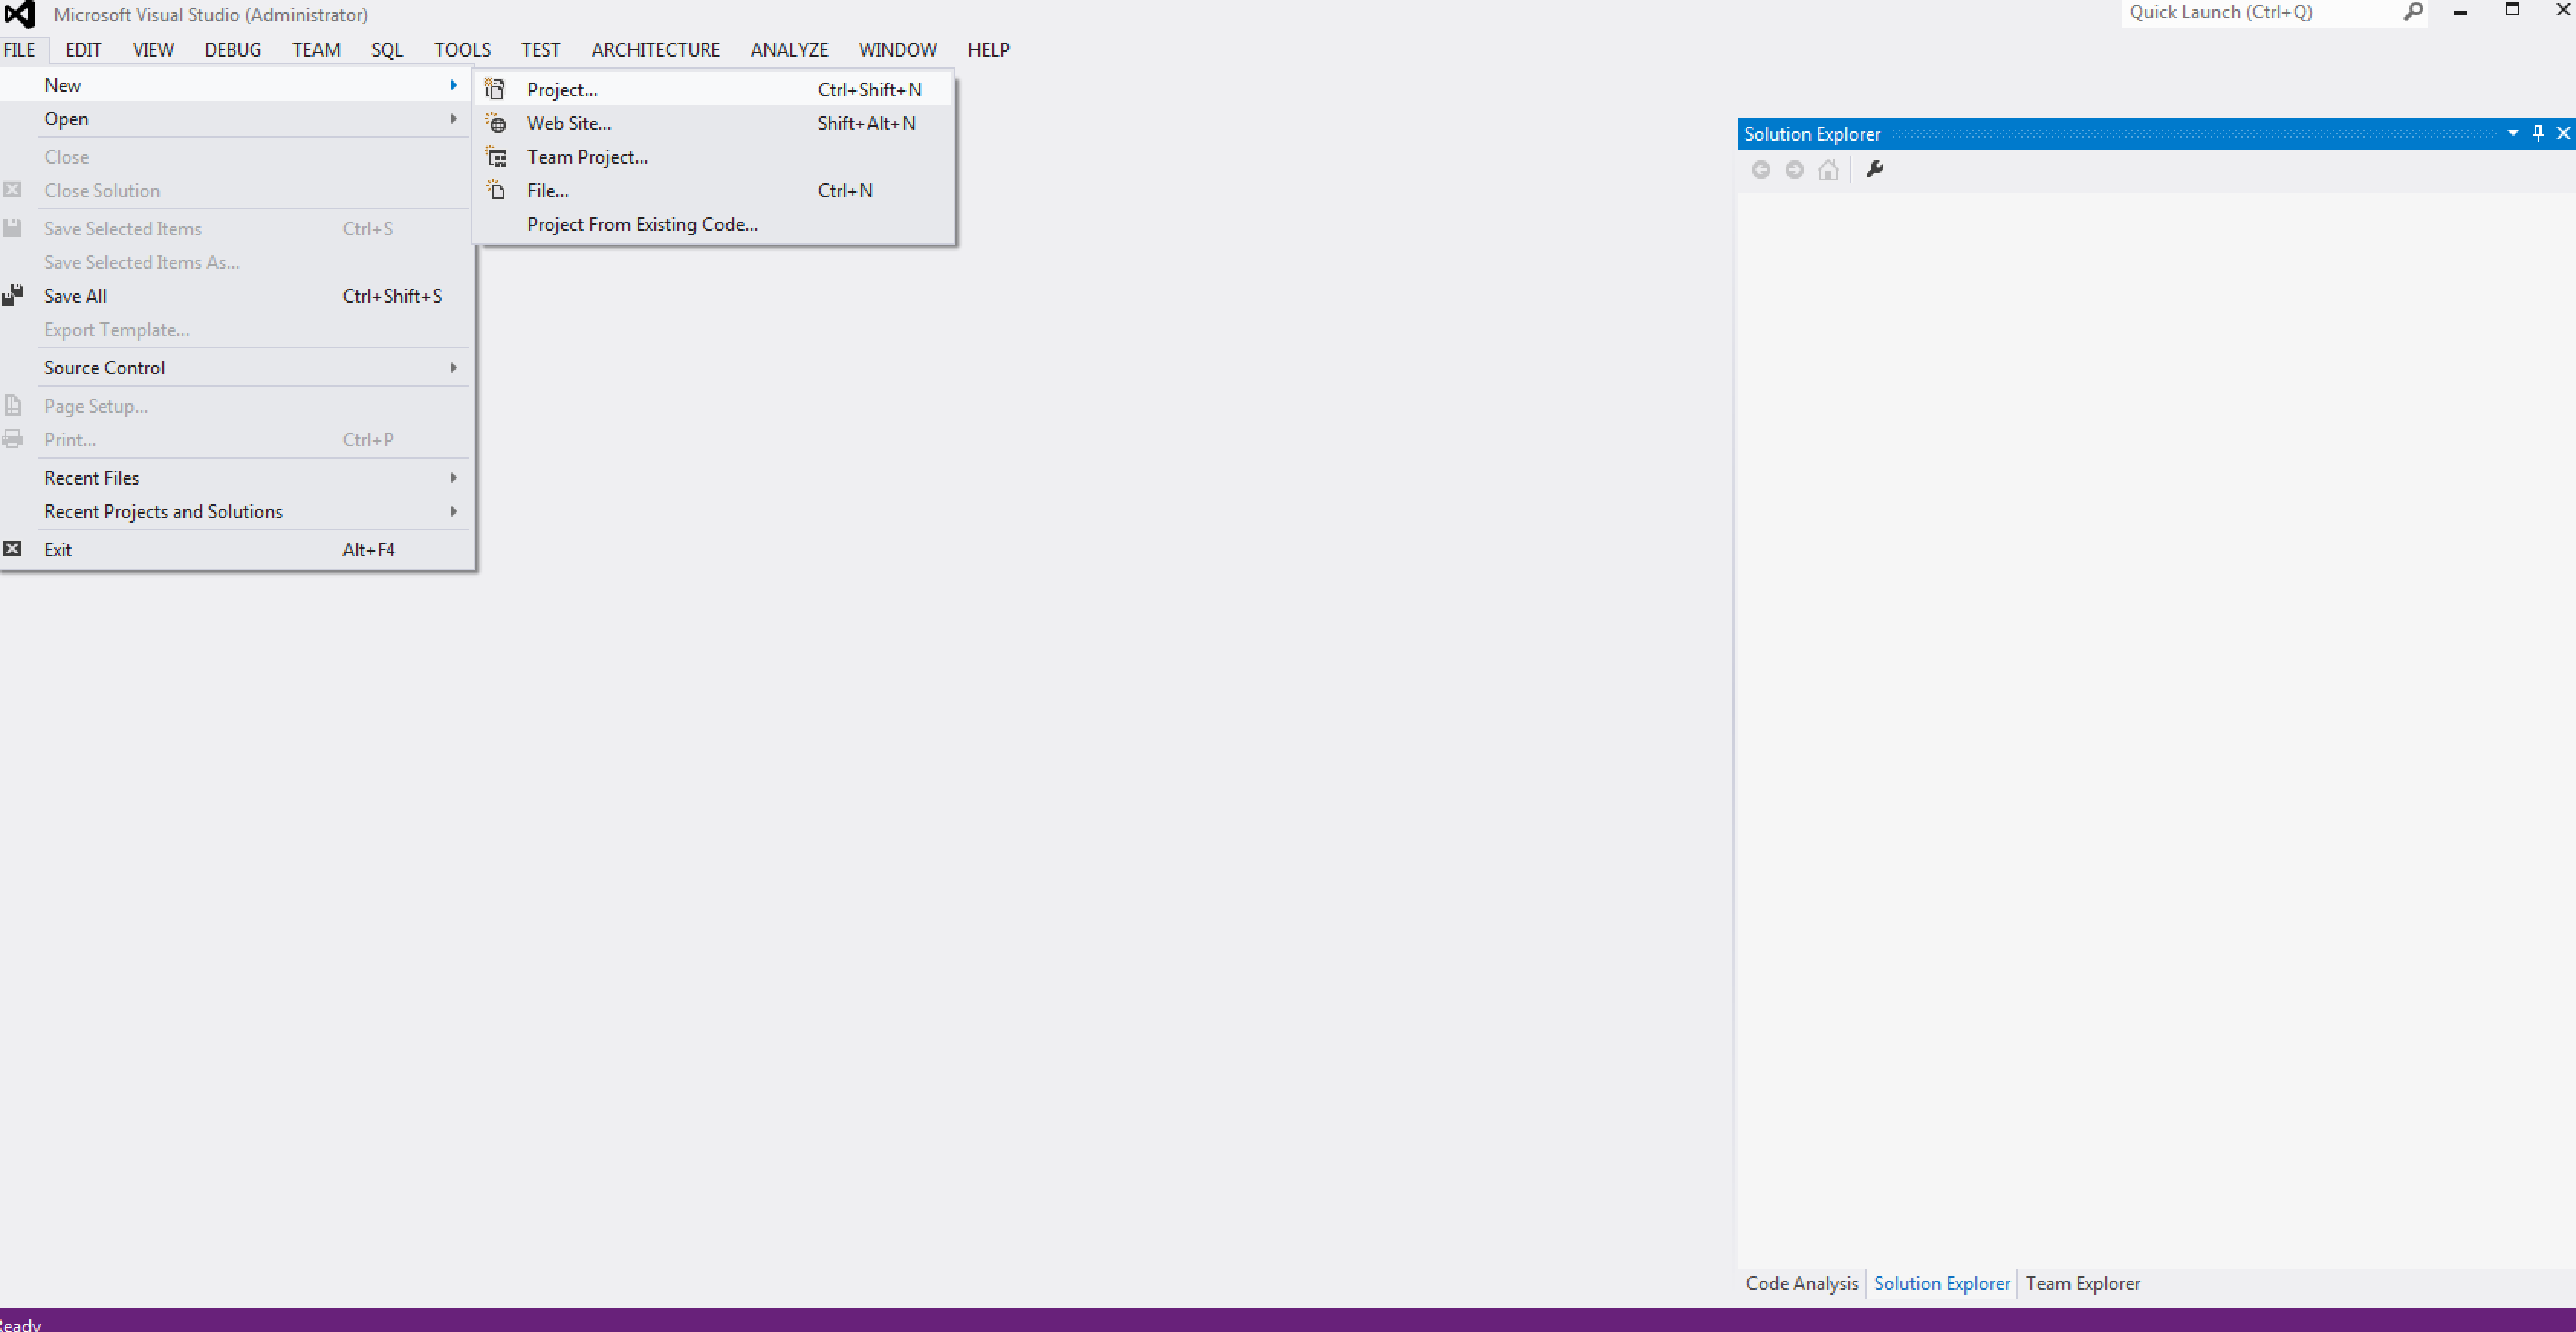 Microsoft Visual Studio (Administrator)
Quick Launch (Ctrl+Q)
FILE EDIT VIEW DEBUG TEAM SQL TOOLS TEST ARCHITECTURE ANALYZE WINDOW HELP
New
Open
Close
Close Solution
Save Selected Items Ctrl+S
Save Selected Items As...
Save All Ctrl+Shift+S
Export Template...
Source Control
Page Setup...
Print... Ctrl+P
Recent Files
Recent Projects and Solutions
Exit Alt+F4
Project... Ctrl+Shift+N
Web Site... Shift+Alt+N
Team Project...
File... Ctrl+N
Project From Existing Code...
Solution Explorer
Code Analysis Solution Explorer Team Explorer
Ready